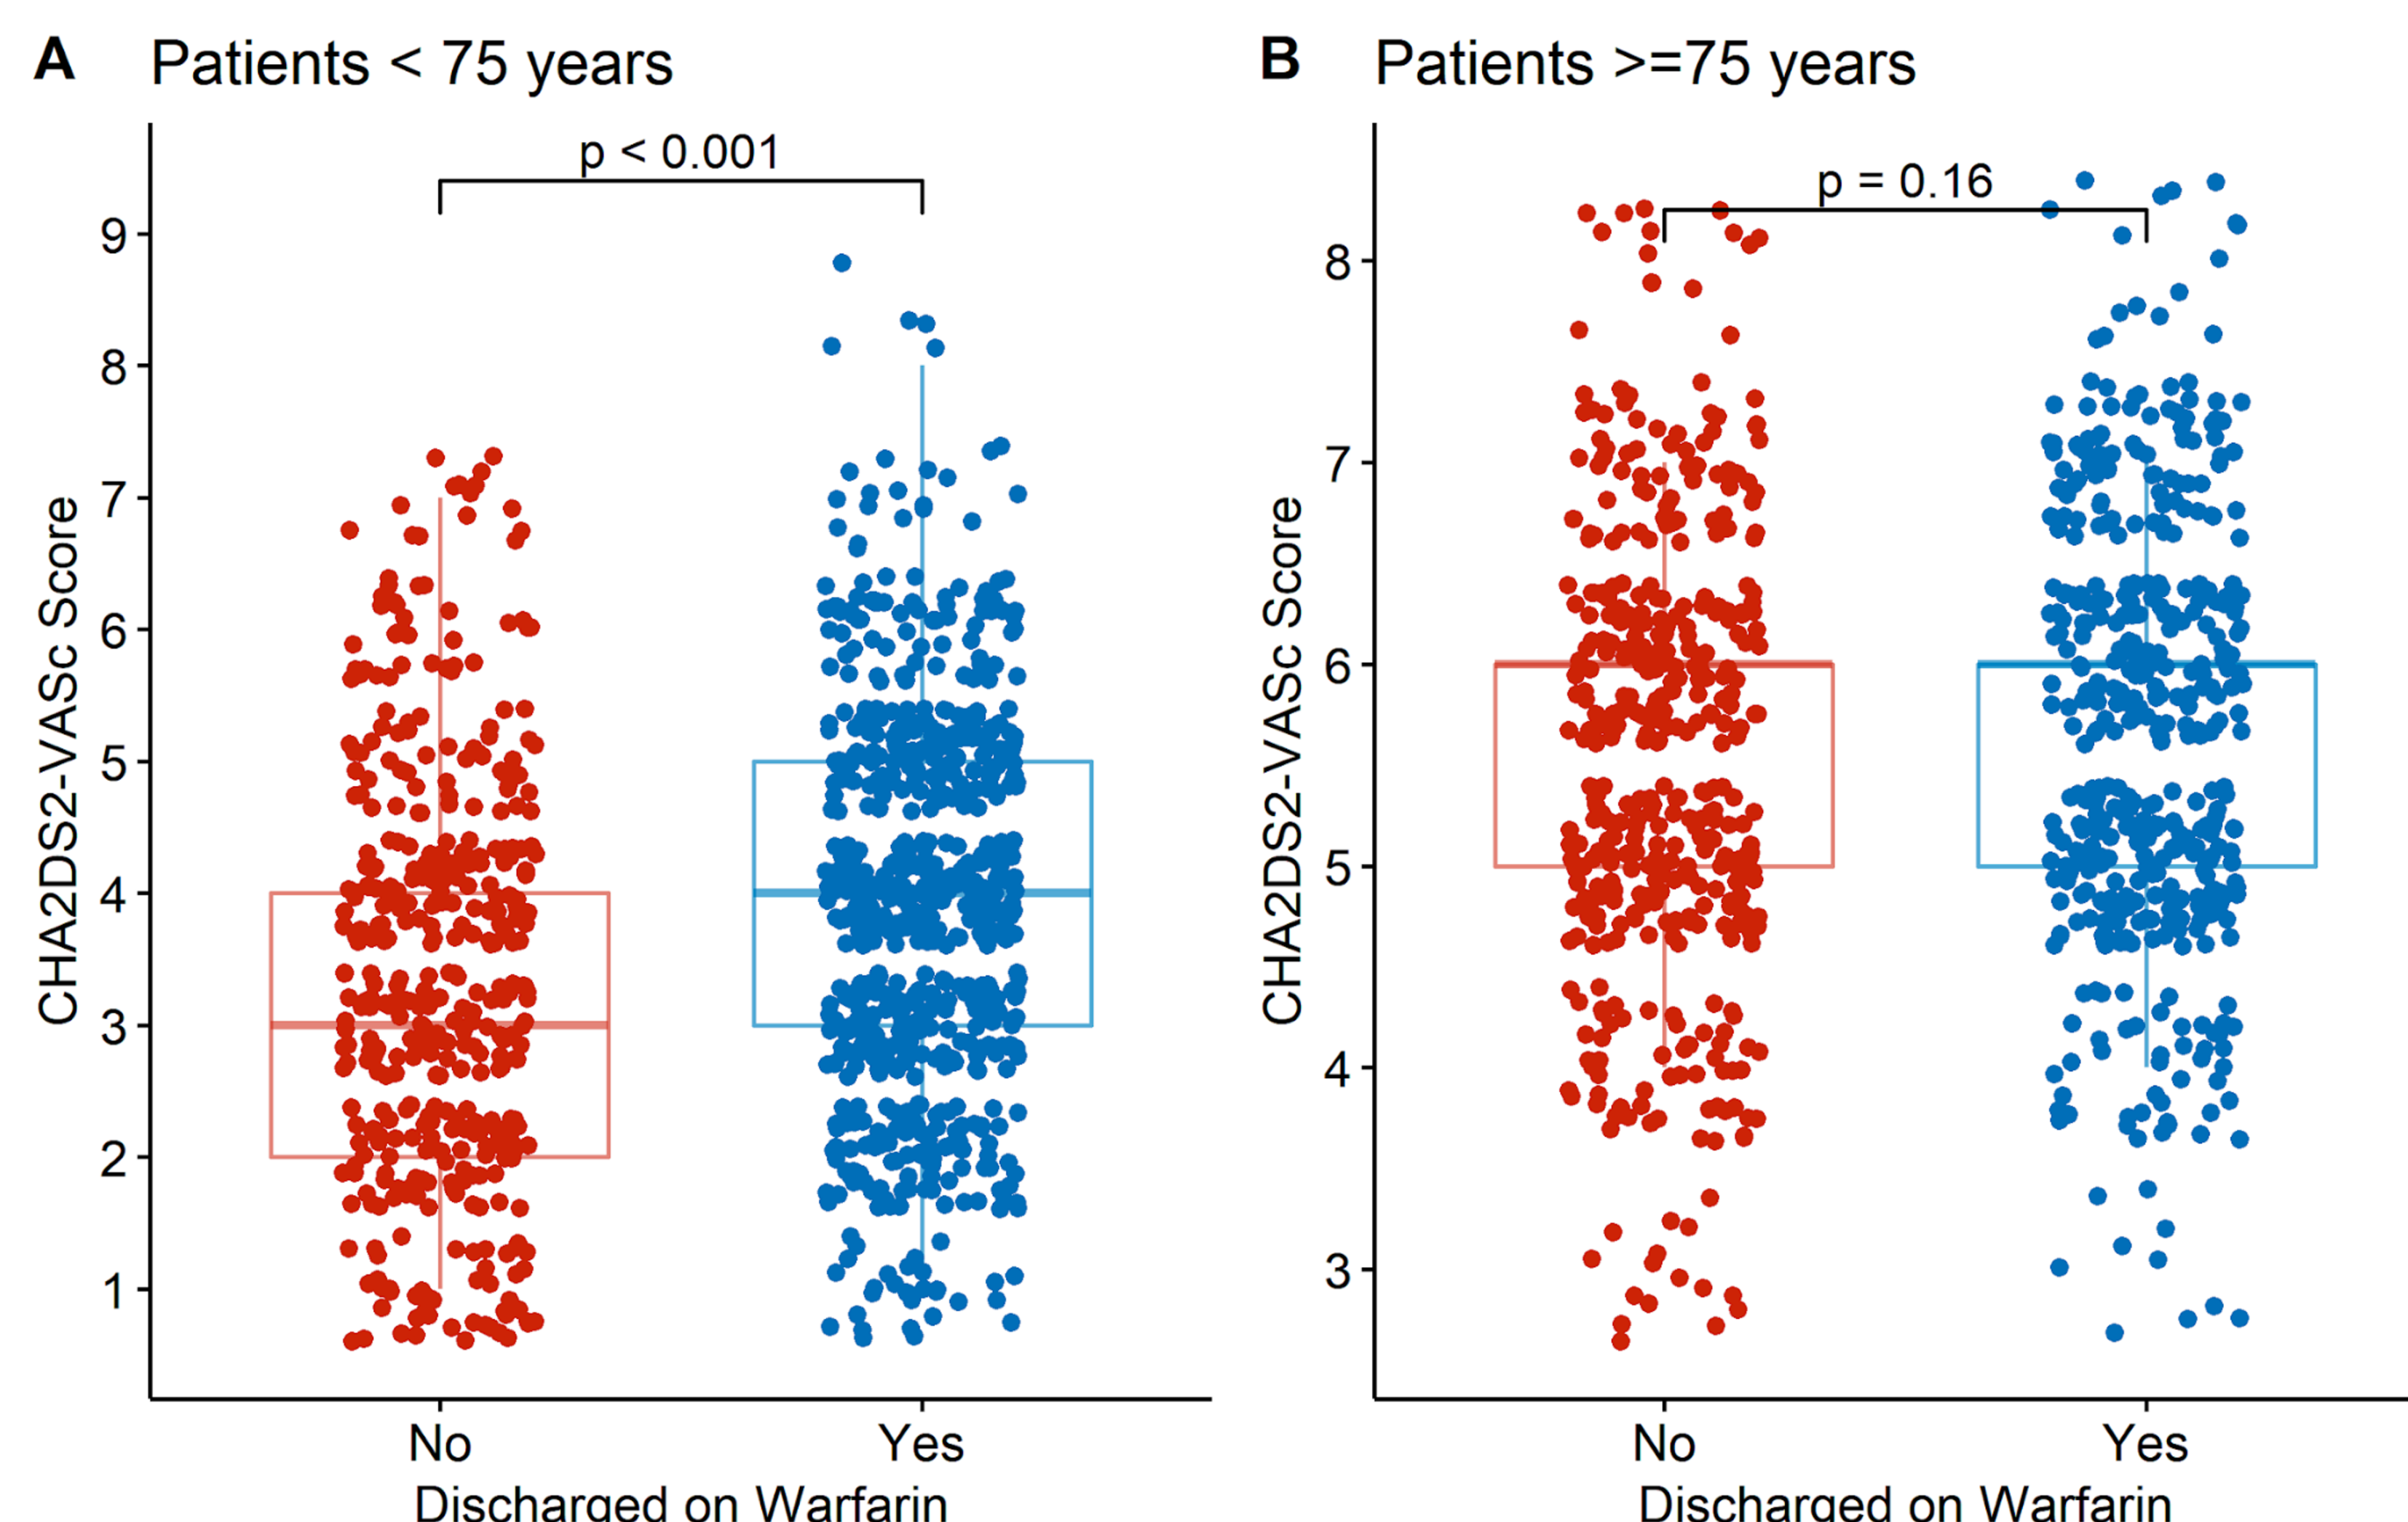 A Patients < 75 years
p < 0.001
CHA2DS2-VASc Score
9
8
7
6
5
4
3
2
1
No Yes
Discharged on Warfarin
B Patients >=75 years
p = 0.16
CHA2DS2-VASc Score
8
7
6
5
4
3
No Yes
Discharged on Warfarin